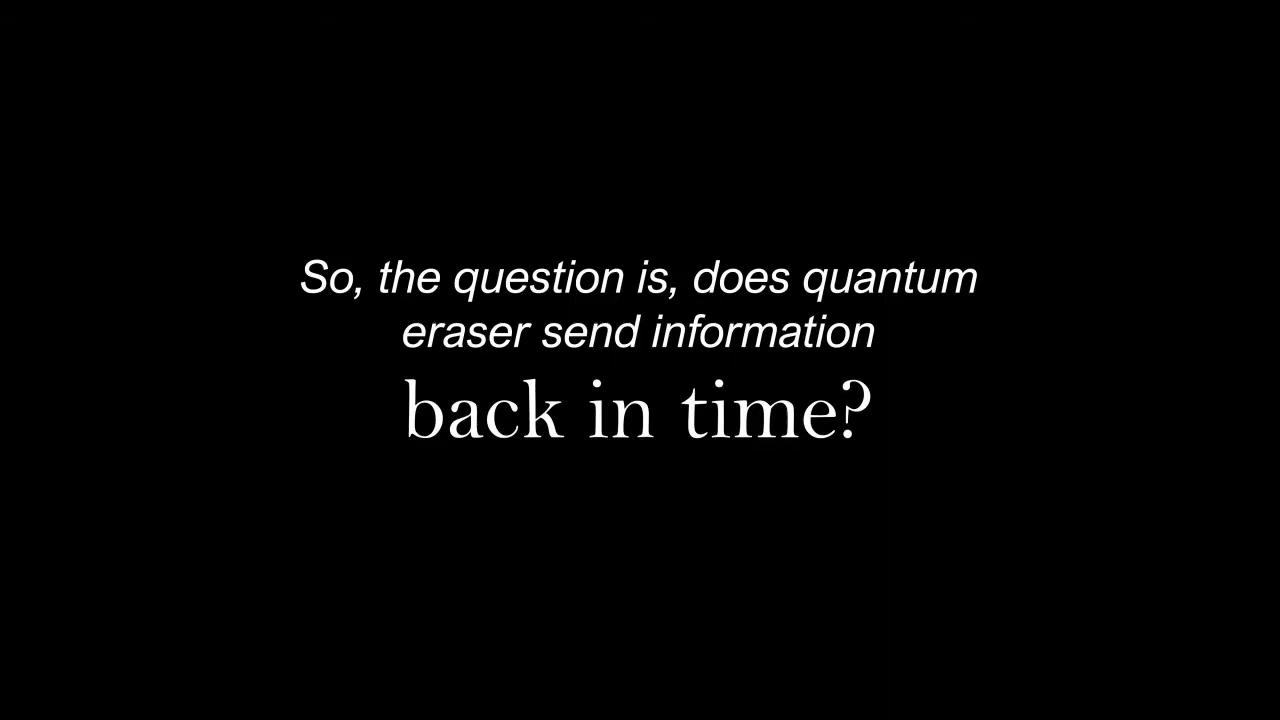 So, the question is, does quantum
eraser send information
back in time?